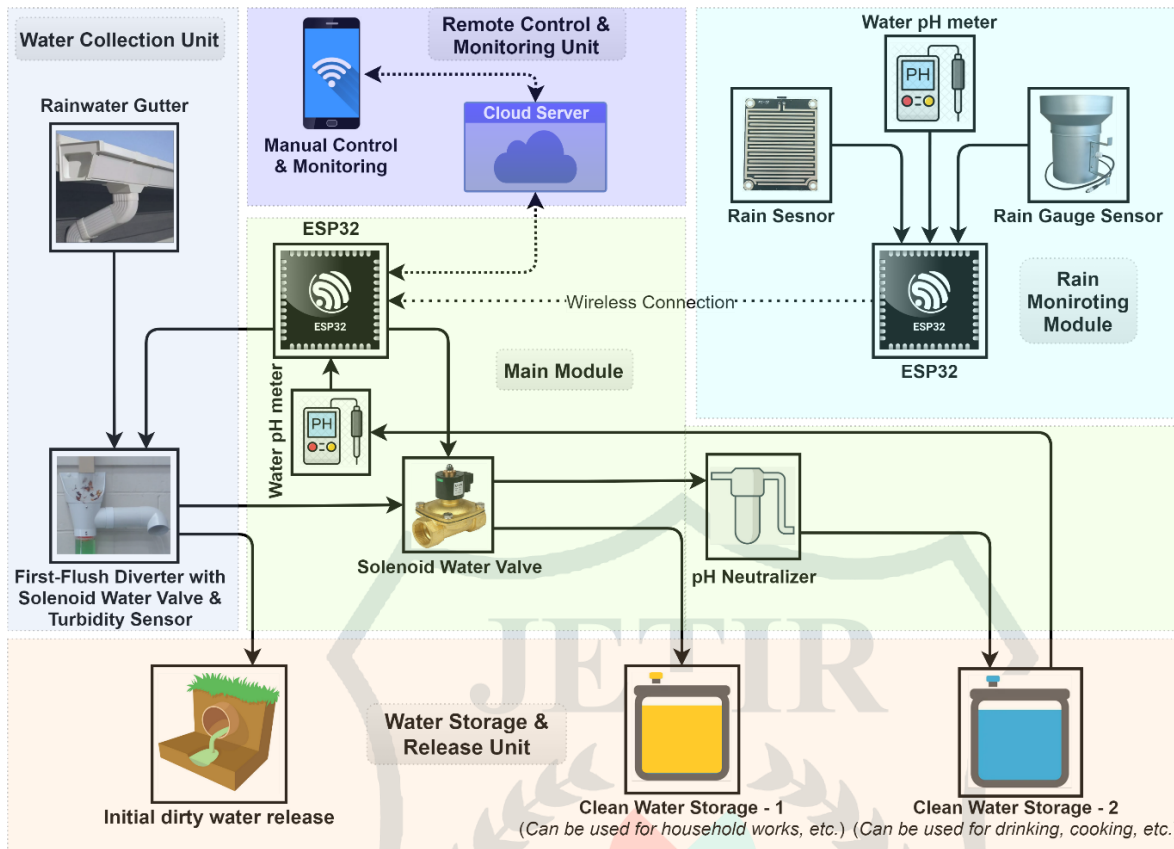 Water Collection Unit
Rainwater Gutter
First-Flush Diverter with
Solenoid Water Valve &
Turbidity Sensor
Remote Control &
Monitoring Unit
Manual Control
& Monitoring
Cloud Server
Water pH meter
PH
Rain Sesnor
Rain Gauge Sensor
ESP32
ESP32
Rain
Moniroting
Module
Wireless Connection
ESP32
ESP32
Main Module
Water pH meter
PH
Solenoid Water Valve
pH Neutralizer
JETIR
Water Storage &
Release Unit
Initial dirty water release
Clean Water Storage - 1
(Can be used for household works, etc.)
Clean Water Storage - 2
(Can be used for drinking, cooking, etc.